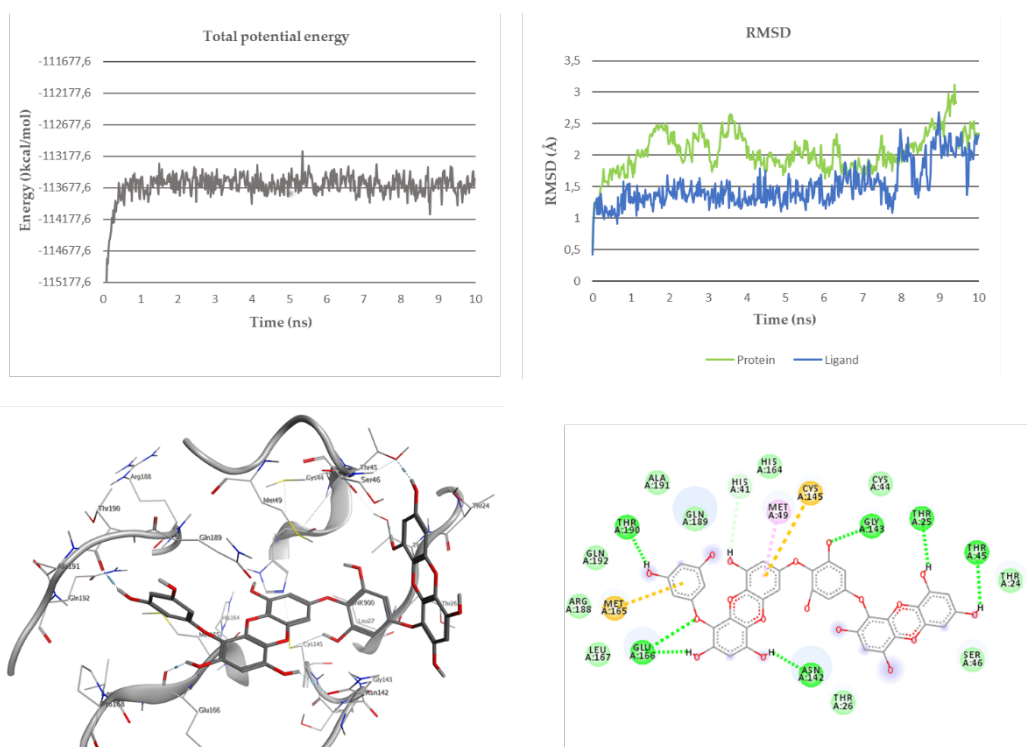 Total potential energy
-111677,6
-112177,6
-112677,6
-113177,6
-113677,6
-114177,6
-114677,6
-115177,6
Energy ()kcal/mol)
0 1 2 3 4 5 6 7 8 9 10
Time (ns)
RMSD
3,5
3
2,5
2
1,5
1
0,5
0
RMSD (Å)
0 1 2 3 4 5 6 7 8 9 10
Time (ns)
Protein Ligand
Arg188
Thr190
Gln189
Gln192
Met49
Cys44
Thr45
Ser46
Thr24
Leu27
Cys145
Gly143
Asn142
Glu166
HIS
A:164
ALA
A:191
HIS
A:41
CYS
A:145
CYS
A:44
GLN
A:189
MET
A:49
THR
A:190
GLY
A:143
THR
A:25
THR
A:45
GLN
A:192
THR
A:24
ARG
A:188
MET
A:165
LEU
A:167
GLU
A:166
ASN
A:142
SER
A:46
THR
A:26